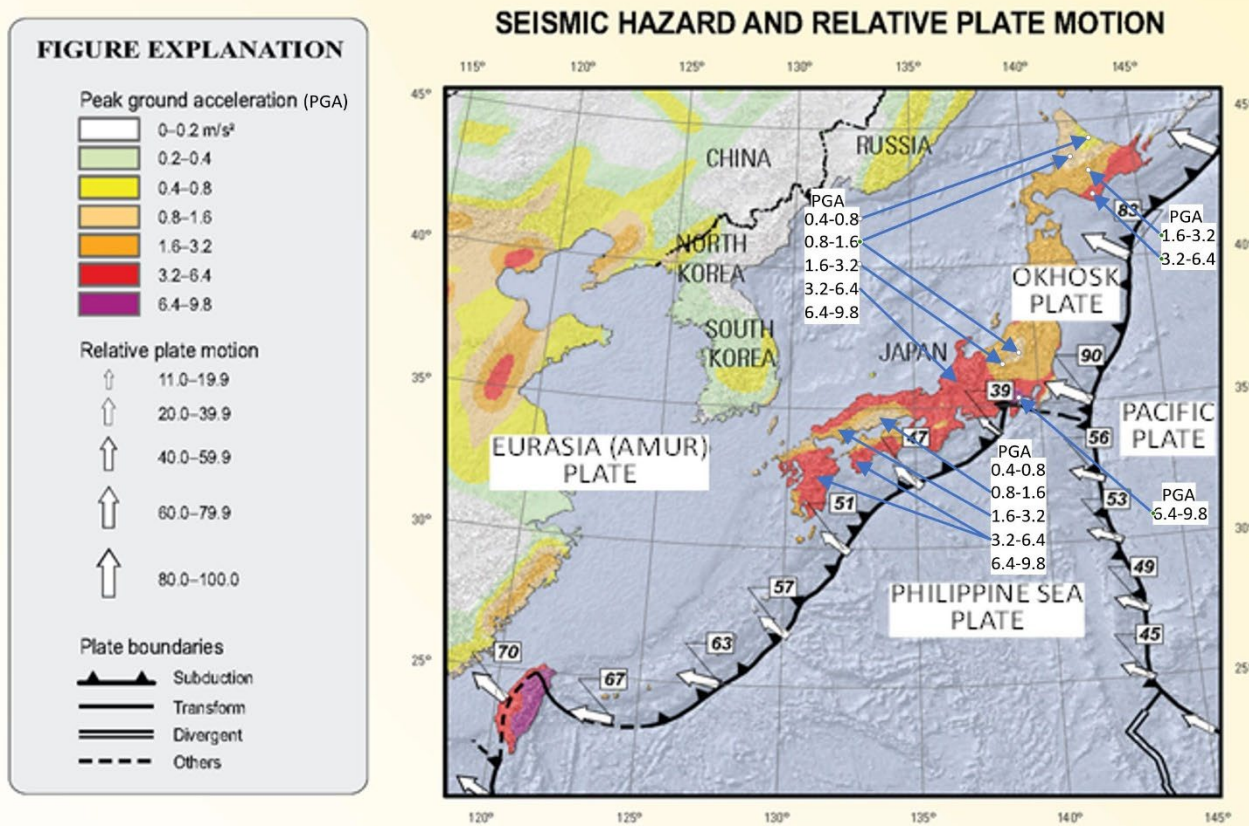 SEISMIC HAZARD AND RELATIVE PLATE MOTION
FIGURE EXPLANATION
Peak ground acceleration (PGA)
0–0.2 m/s²
0.2–0.4
0.4–0.8
0.8–1.6
1.6–3.2
3.2–6.4
6.4–9.8
Relative plate motion
11.0–19.9
20.0–39.9
40.0–59.9
60.0–79.9
80.0–100.0
Plate boundaries
Subduction
Transform
Divergent
Others
115° 120° 125° 130° 135° 140° 145°
45° 45°
RUSSIA
CHINA
PGA
0.4-0.8
0.8-1.6
1.6-3.2
3.2-6.4
6.4-9.8
83
PGA
1.6-3.2
3.2-6.4
40° 40°
NORTH
KOREA
OKHOSK
PLATE
SOUTH
KOREA
JAPAN
90
35° 35°
39
PACIFIC
PLATE
EURASIA (AMUR)
PLATE
47
56
PGA
0.4-0.8
0.8-1.6
1.6-3.2
3.2-6.4
6.4-9.8
PGA
6.4-9.8
51
53
30° 30°
49
57
PHILIPPINE SEA
PLATE
45
63
70
25° 25°
67
120° 125° 130° 135° 140° 145°